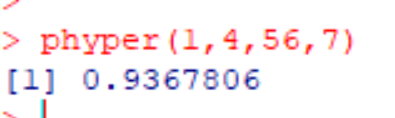 >
> phyper(1,4,56,7)
[1] 0.9367806
>